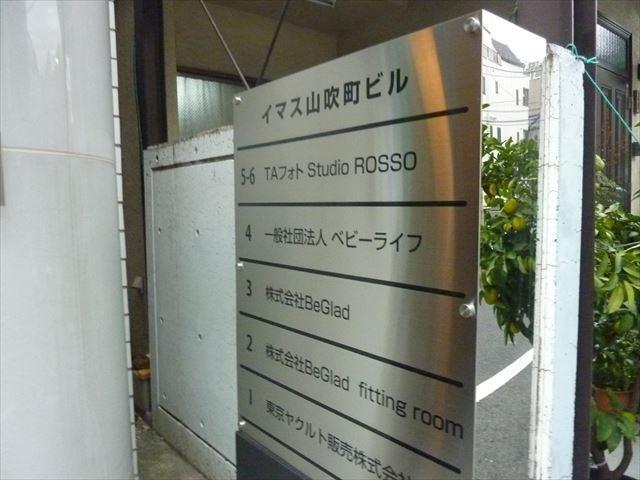 イマス山吹町ビル
5-6 TAフォト Studio ROSSO
4 一般社団法人 ベビーライフ
3 株式会社BeGlad
2 株式会社BeGlad fitting room
1 東京ヤクルト販売株式会